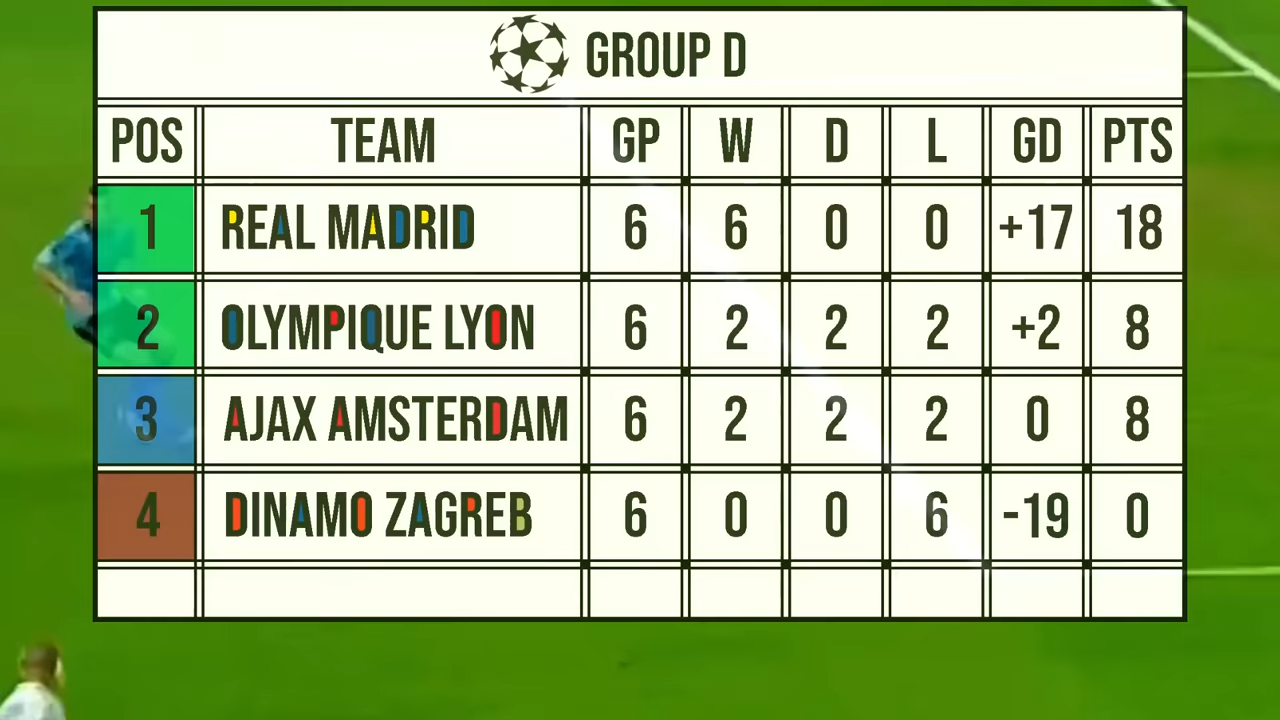 GROUP D
POS TEAM GP W D L GD PTS
1 REAL MADRID 6 6 0 0 +17 18
2 OLYMPIQUE LYON 6 2 2 2 +2 8
3 AJAX AMSTERDAM 6 2 2 2 0 8
4 DINAMO ZAGREB 6 0 0 6 -19 0